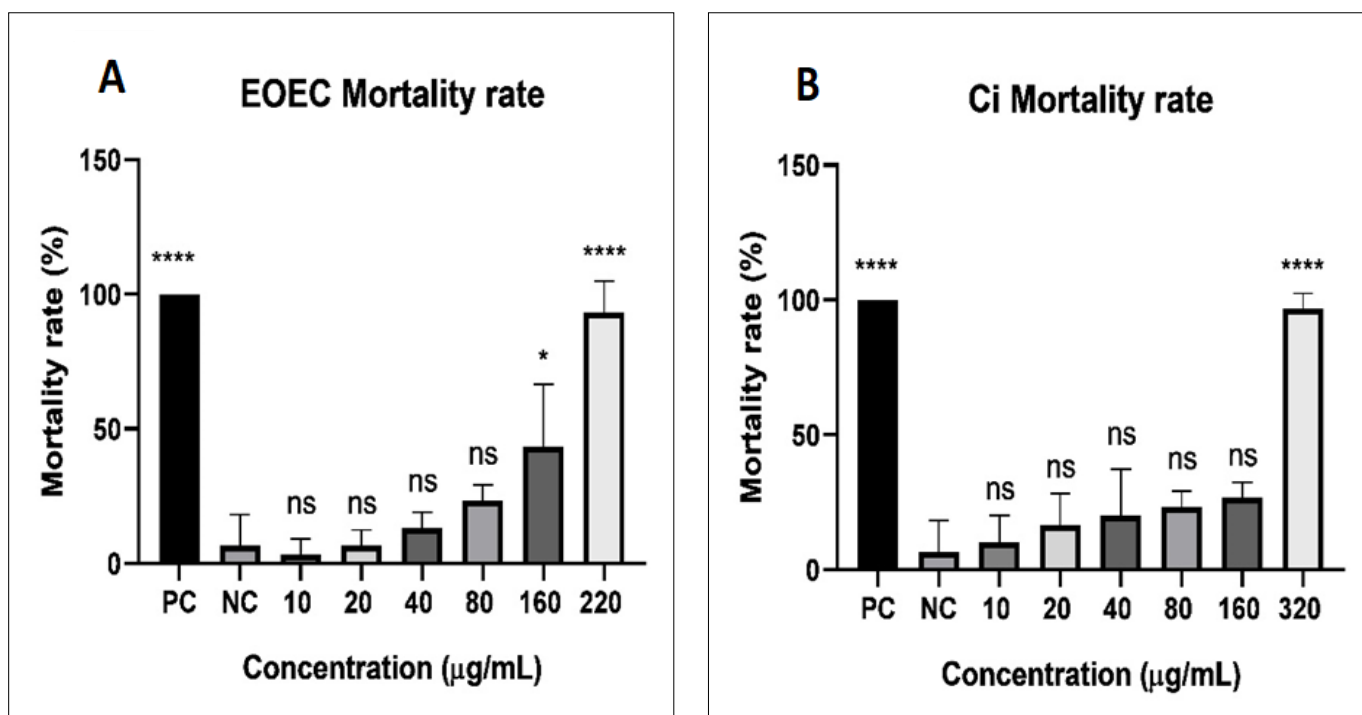 A
EOEC Mortality rate
Mortality rate (%)
150
100
50
0
****
ns
ns
ns
ns
*
****
PC NC 10 20 40 80 160 220
Concentration (μg/mL)
B
Ci Mortality rate
Mortality rate (%)
150
100
50
0
****
ns
ns
ns
ns
ns
****
PC NC 10 20 40 80 160 320
Concentration (μg/mL)